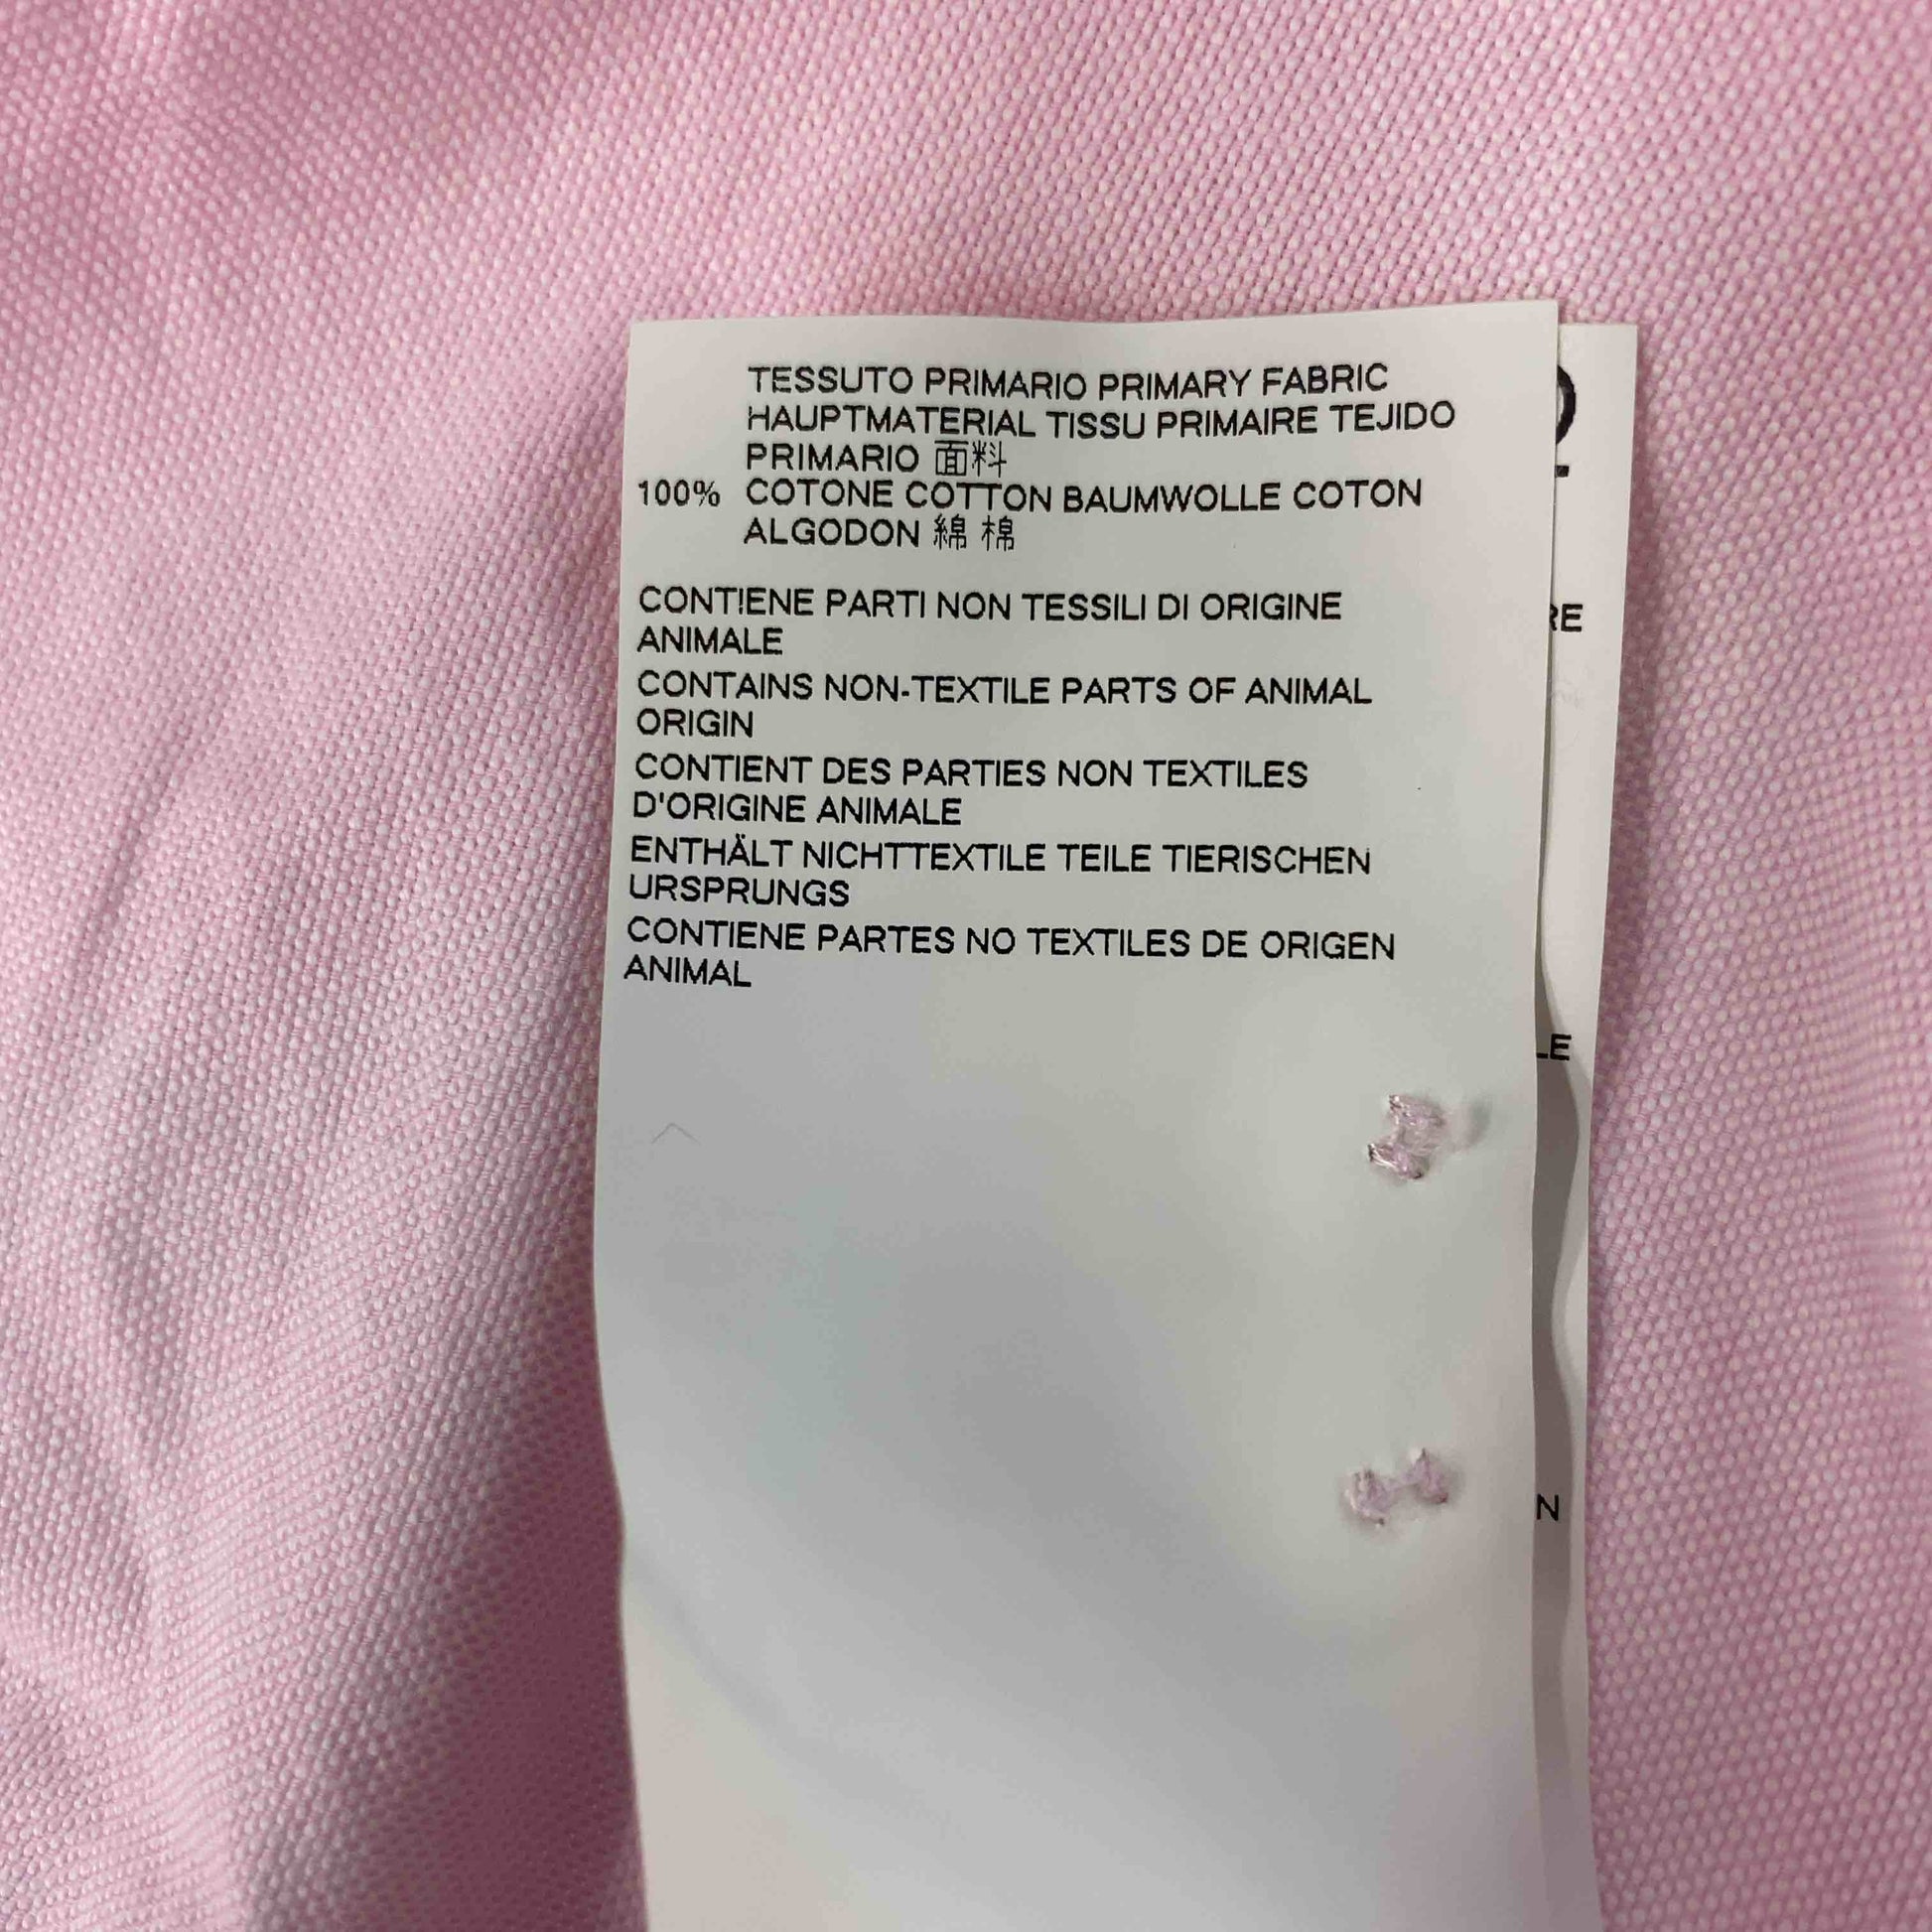 TESSUTO PRIMARIO PRIMARY FABRIC
HAUPTMATERIAL TISSU PRIMAIRE TEJIDO
PRIMARIO 面料
100% COTONE COTTON BAUMWOLLE COTON
ALGODON 綿 棉
CONTIENE PARTI NON TESSILI DI ORIGINE
ANIMALE
CONTAINS NON-TEXTILE PARTS OF ANIMAL
ORIGIN
CONTIENT DES PARTIES NON TEXTILES
D'ORIGINE ANIMALE
ENTHÄLT NICHTTEXTILE TEILE TIERISCHEN
URSPRUNGS
CONTIENE PARTES NO TEXTILES DE ORIGEN
ANIMAL